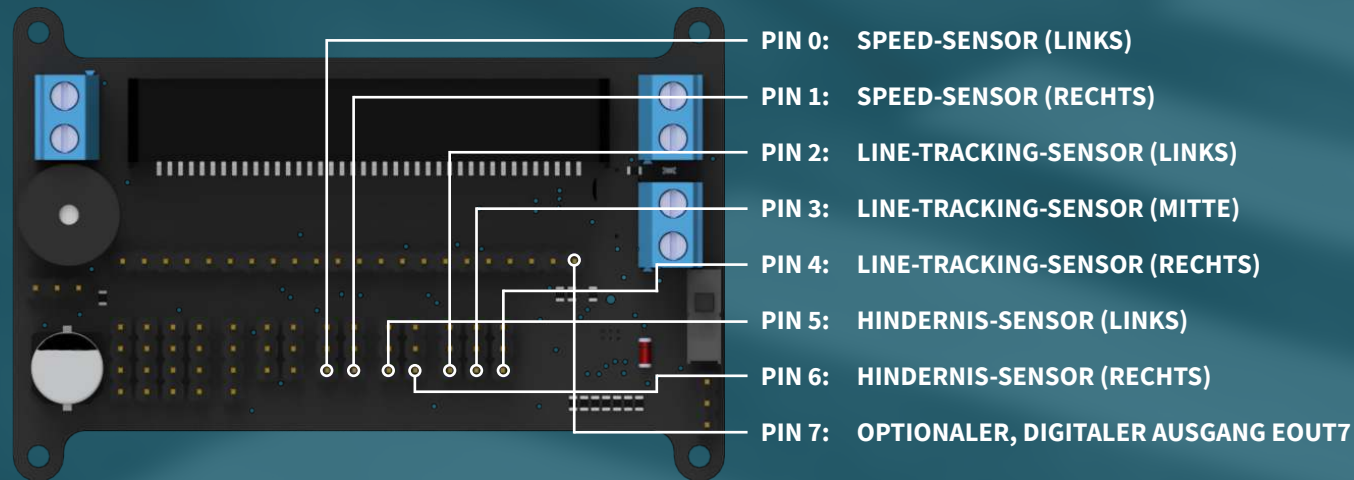 PIN 0: SPEED-SENSOR (LINKS)
PIN 1: SPEED-SENSOR (RECHTS)
PIN 2: LINE-TRACKING-SENSOR (LINKS)
PIN 3: LINE-TRACKING-SENSOR (MITTE)
PIN 4: LINE-TRACKING-SENSOR (RECHTS)
PIN 5: HINDERNIS-SENSOR (LINKS)
PIN 6: HINDERNIS-SENSOR (RECHTS)
PIN 7: OPTIONALER, DIGITALER AUSGANG EOUT7